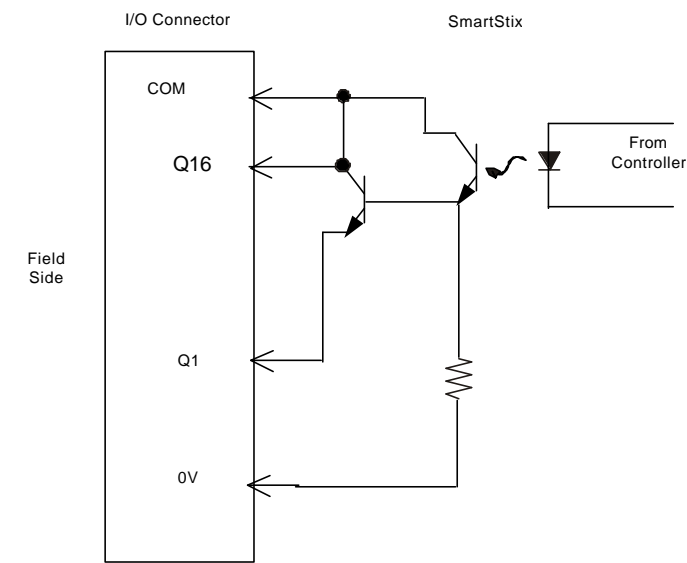 I/O Connector
SmartStix
COM
From
Controller
Q16
Field
Side
Q1
0V